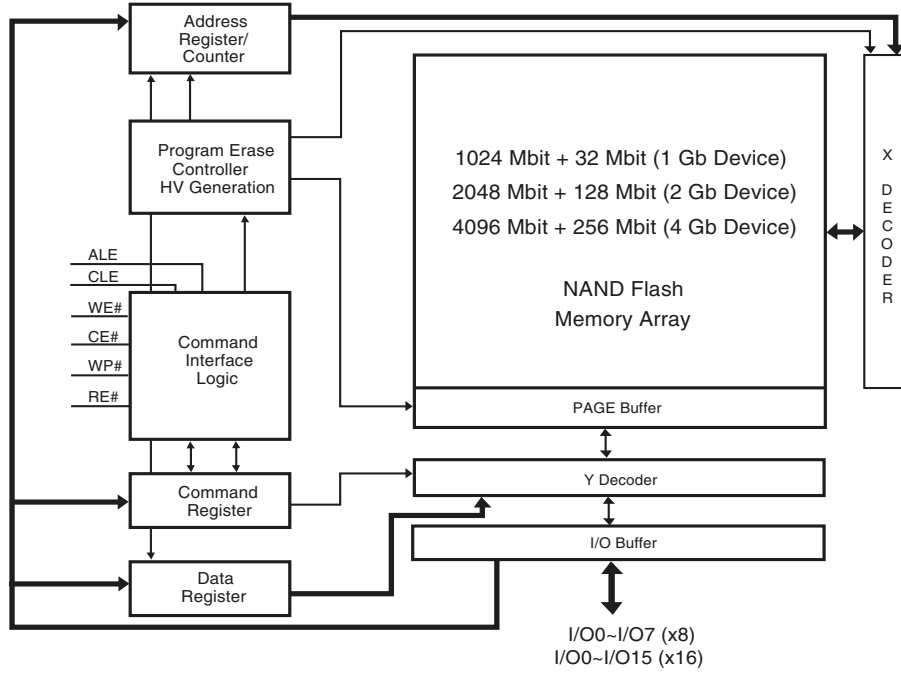 Address
Register/
Counter
Program Erase
Controller
HV Generation
ALE
CLE
WE#
CE#
WP#
RE#
Command
Interface
Logic
Command
Register
Data
Register
1024 Mbit + 32 Mbit (1 Gb Device)
2048 Mbit + 128 Mbit (2 Gb Device)
4096 Mbit + 256 Mbit (4 Gb Device)
NAND Flash
Memory Array
PAGE Buffer
Y Decoder
I/O Buffer
I/O0~I/O7 (x8)
I/O0~I/O15 (x16)
X
D
E
C
O
D
E
R